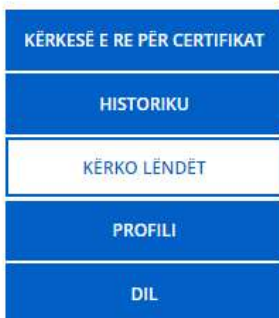 KËRKESË E RE PËR CERTIFIKAT
HISTORIKU
KËRKO LËNDËT
PROFILI
DIL